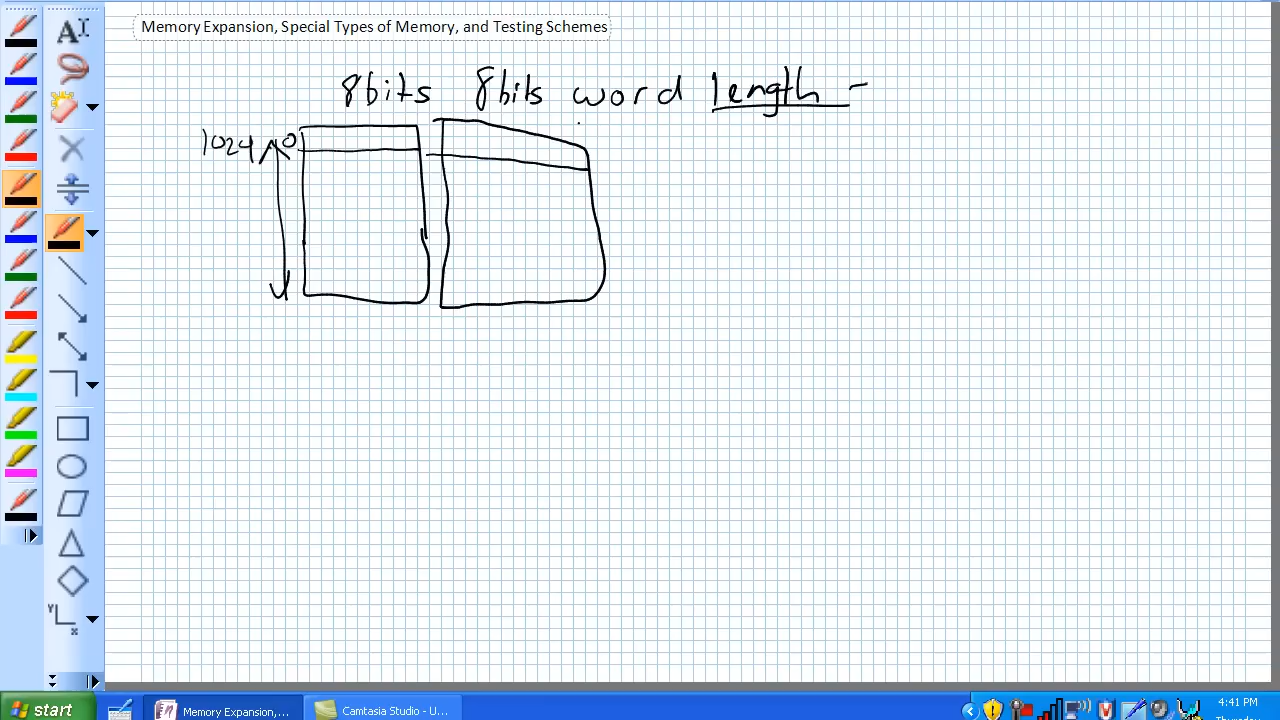 Memory Expansion, Special Types of Memory, and Testing Schemes
8bits 8bits word length -
1024 0
A
Y
x
start
Memory Expansion,...
Camtasia Studio - U...
4:41 PM